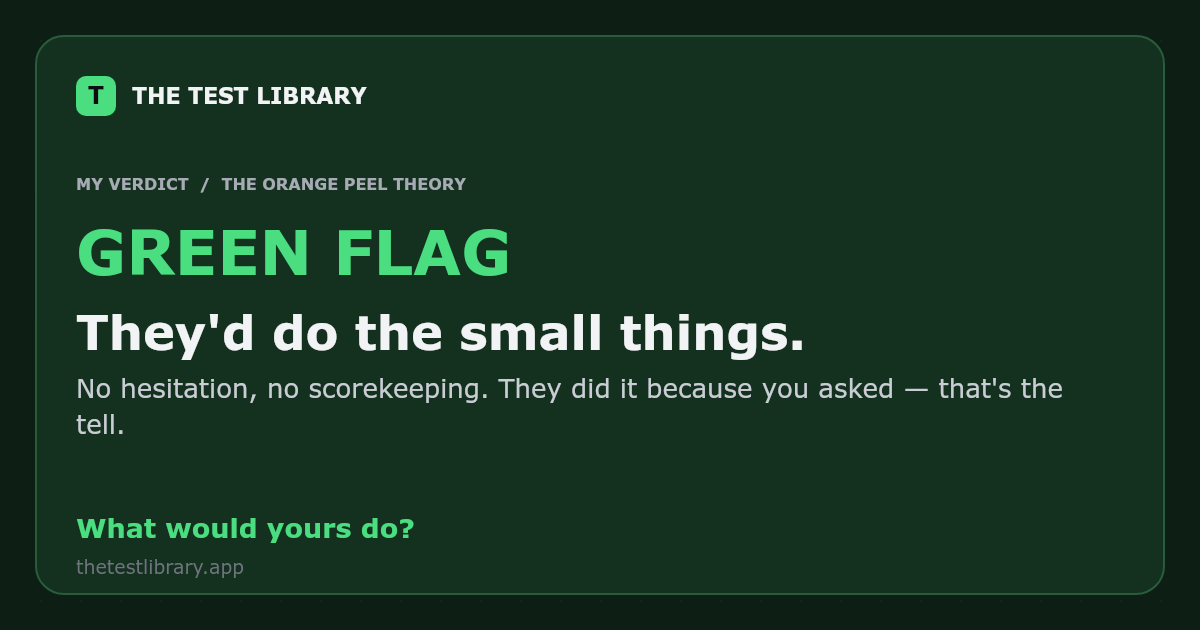 T THE TEST LIBRARY
MY VERDICT / THE ORANGE PEEL THEORY
GREEN FLAG
They'd do the small things.
No hesitation, no scorekeeping. They did it because you asked — that's the
tell.
What would yours do?
thetestlibrary.app